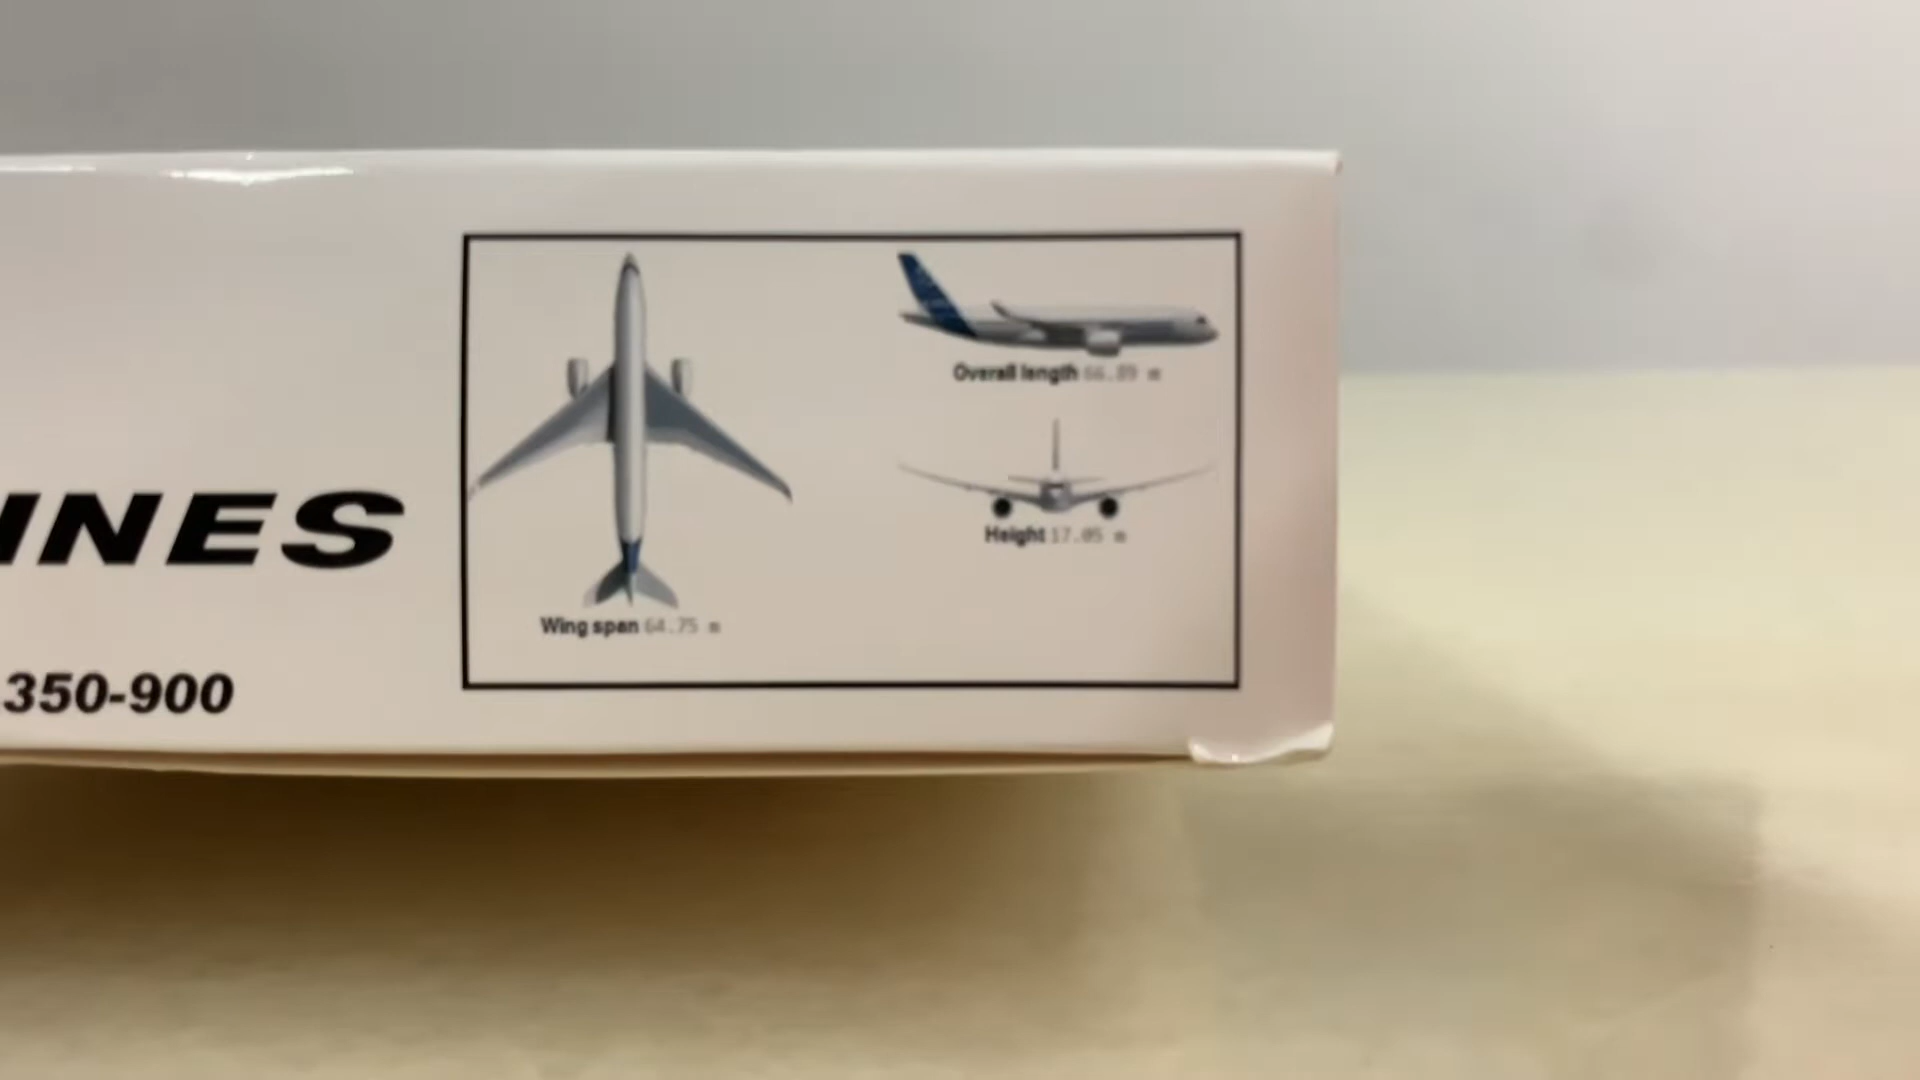 INES
350-900
Wing span 64.75 m
Overall length 66.89 m
Height 17.05 m